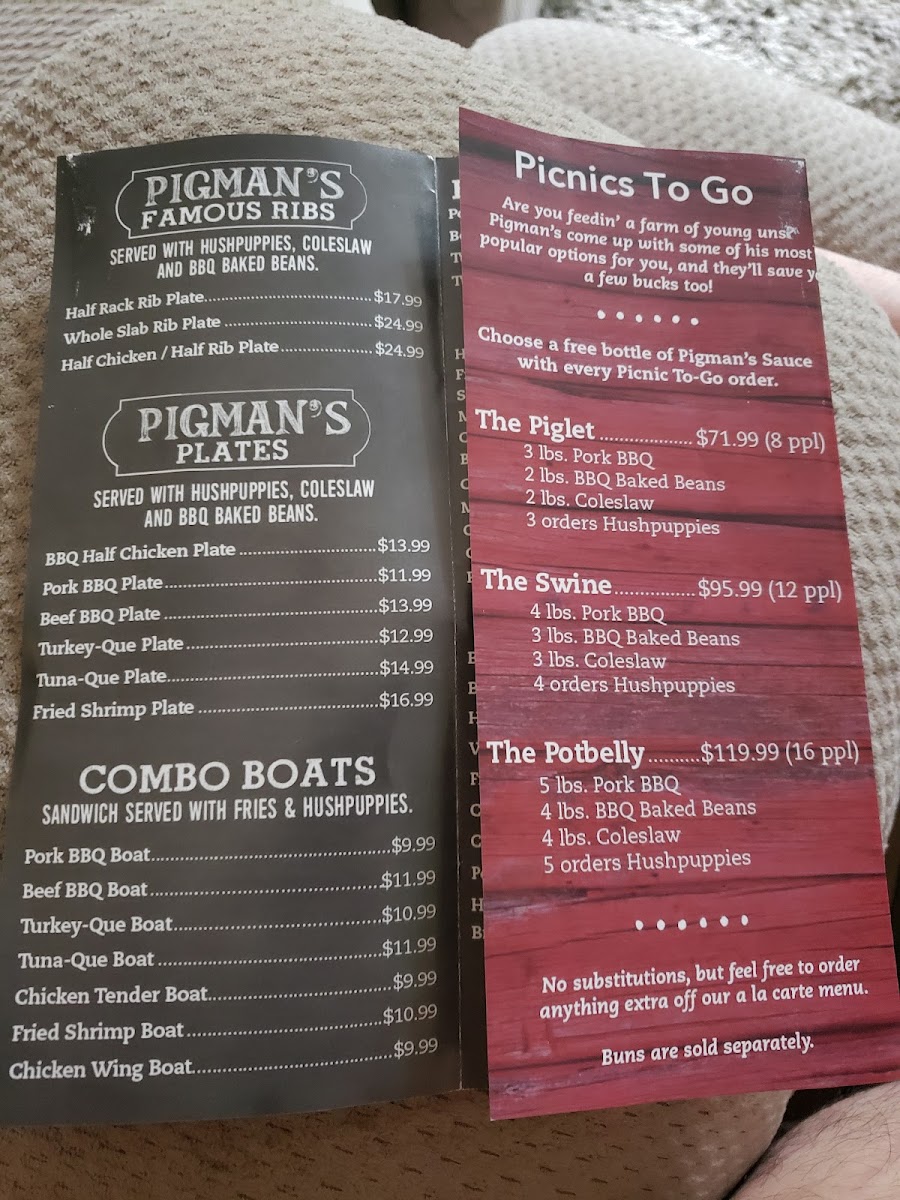 PIGMAN'S
FAMOUS RIBS
SERVED WITH HUSHPUPPIES, COLESLAW
AND BBQ BAKED BEANS.
Half Rack Rib Plate.......................................$17.99
Whole Slab Rib Plate ..................................$24.99
Half Chicken / Half Rib Plate.....................$24.99
PIGMAN'S
PLATES
SERVED WITH HUSHPUPPIES, COLESLAW
AND BBQ BAKED BEANS.
BBQ Half Chicken Plate ..............................$13.99
Pork BBQ Plate..............................................$11.99
Beef BBQ Plate ..............................................$13.99
Turkey-Que Plate..........................................$12.99
Tuna-Que Plate..............................................$14.99
Fried Shrimp Plate .......................................$16.99
COMBO BOATS
SANDWICH SERVED WITH FRIES & HUSHPUPPIES.
Pork BBQ Boat...............................................$9.99
Beef BBQ Boat...............................................$11.99
Turkey-Que Boat..........................................$10.99
Tuna-Que Boat .............................................$11.99
Chicken Tender Boat....................................$9.99
Fried Shrimp Boat .......................................$10.99
Chicken Wing Boat.......................................$9.99
Picnics To Go
Are you feedin' a farm of young uns?
Pigman's come up with some of his most
popular options for you, and they'll save
a few bucks too!
Choose a free bottle of Pigman's Sauce
with every Picnic To-Go order.
The Piglet ................... $71.99 (8 ppl)
3 lbs. Pork BBQ
2 lbs. BBQ Baked Beans
2 lbs. Coleslaw
3 orders Hushpuppies
The Swine................ $95.99 (12 ppl)
4 lbs. Pork BBQ
3 lbs. BBQ Baked Beans
3 lbs. Coleslaw
4 orders Hushpuppies
The Potbelly..........$119.99 (16 ppl)
5 lbs. Pork BBQ
4 lbs. BBQ Baked Beans
4 lbs. Coleslaw
5 orders Hushpuppies
No substitutions, but feel free to order
anything extra off our a la carte menu.
Buns are sold separately.